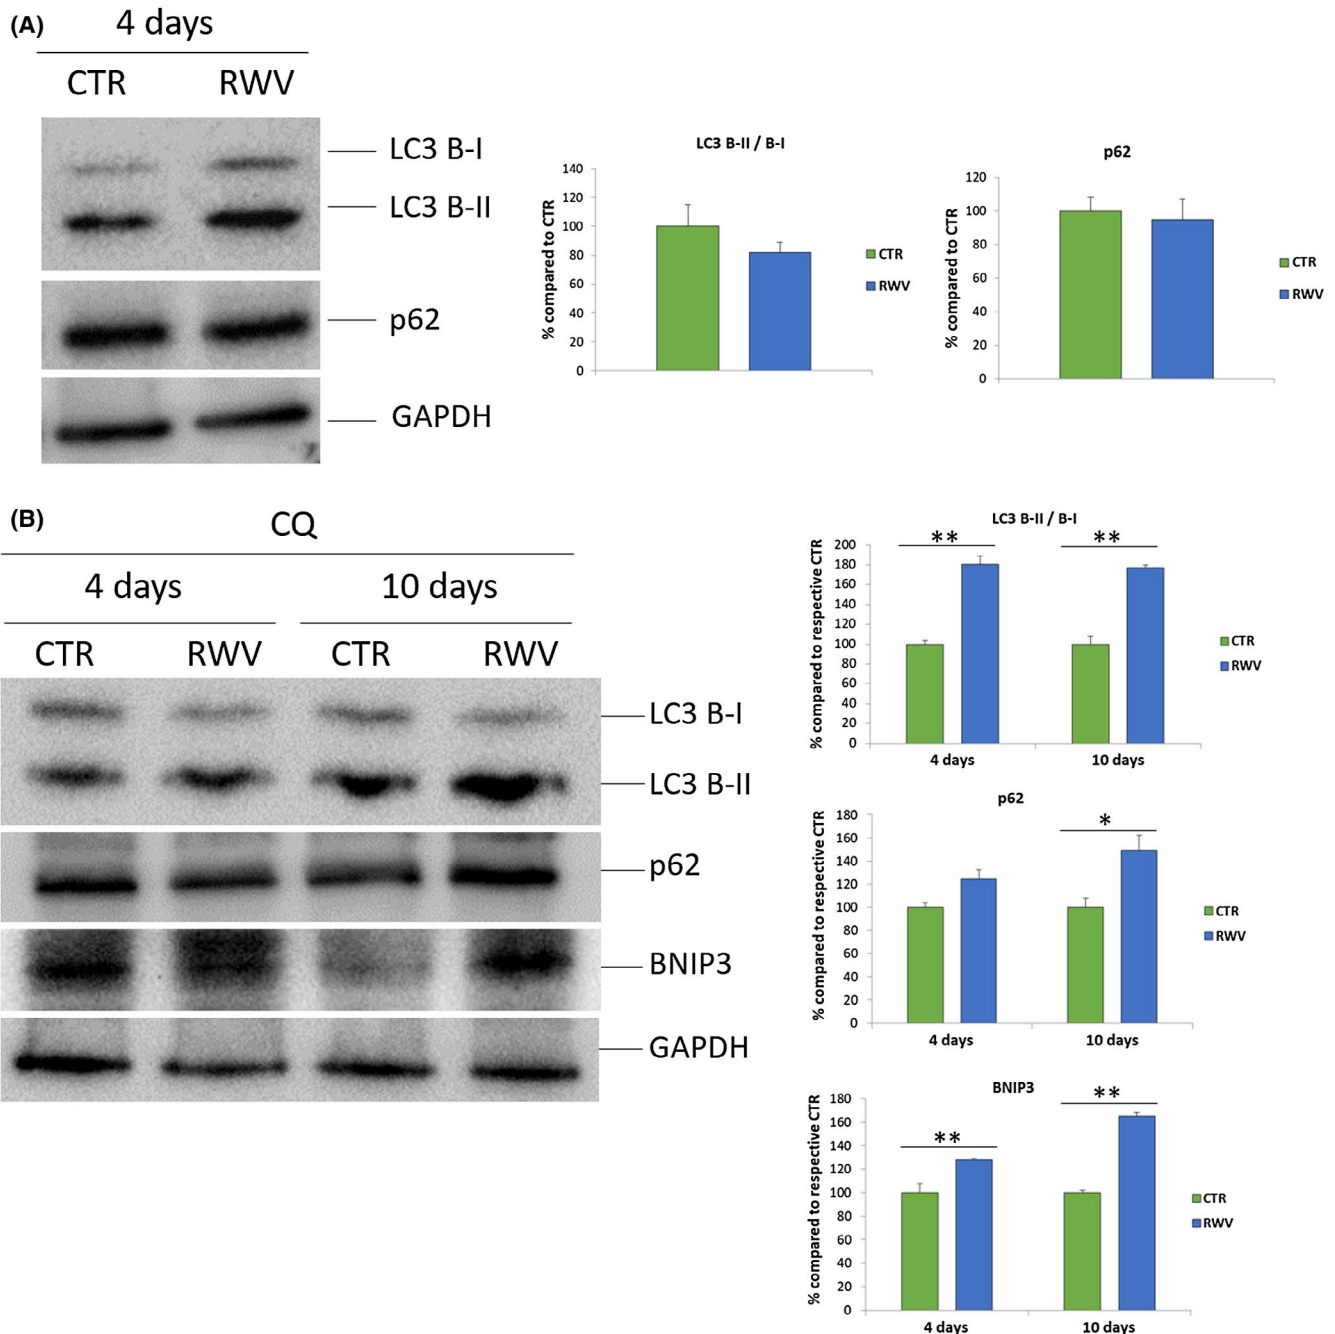 (A)
4 days
CTR RWV
LC3 B-I
LC3 B-II
p62
GAPDH
LC3 B-II / B-I
% compared to CTR
140
120
100
80
60
40
20
0
CTR
RWV
p62
% compared to CTR
120
100
80
60
40
20
0
CTR
RWV
(B)
CQ
4 days 10 days
CTR RWV CTR RWV
LC3 B-I
LC3 B-II
p62
BNIP3
GAPDH
LC3 B-II / B-I
% compared to respective CTR
200
180
160
140
120
100
80
60
40
20
0
** **
4 days 10 days
CTR
RWV
p62
% compared to respective CTR
180
160
140
120
100
80
60
40
20
0
*
4 days 10 days
CTR
RWV
BNIP3
% compared to respective CTR
180
160
140
120
100
80
60
40
20
0
** **
4 days 10 days
CTR
RWV